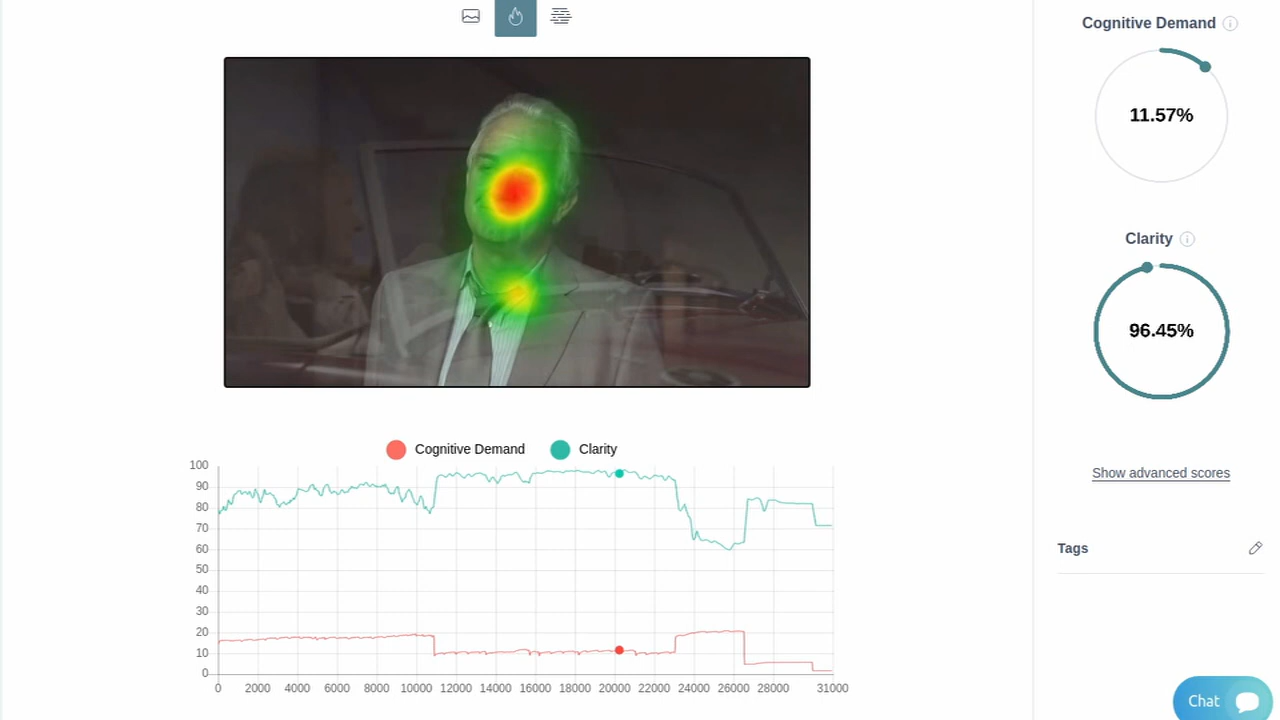 Cognitive Demand
11.57%
Clarity
96.45%
Show advanced scores
Tags
Cognitive Demand Clarity
100
90
80
70
60
50
40
30
20
10
0
0 2000 4000 6000 8000 10000 12000 14000 16000 18000 20000 22000 24000 26000 28000 31000
Chat